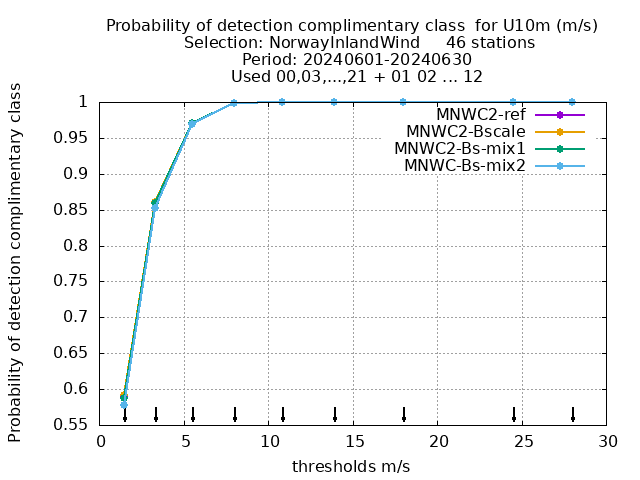 Probability of detection complimentary class  for U10m (m/s)
Selection: NorwayInlandWind     46 stations
Period: 20240601-20240630
Used 00,03,...,21 + 01 02 ... 12
Probability of detection complimentary class
1
0.95
0.9
0.85
0.8
0.75
0.7
0.65
0.6
0.55
MNWC2-ref
MNWC2-Bscale
MNWC2-Bs-mix1
MNWC-Bs-mix2
0 5 10 15 20 25 30
thresholds m/s